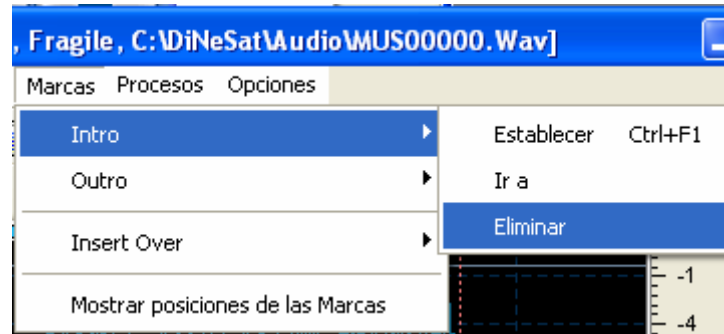 , Fragile, C:\DiNeSat\Audio\MUS00000.Wav]
Marcas Procesos Opciones
Intro
Establecer Ctrl+F1
Outro
Ir a
Eliminar
Insert Over
Mostrar posiciones de las Marcas
-1
-4